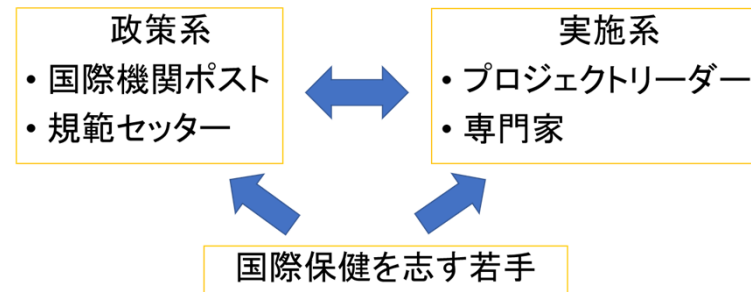 政策系
• 国際機関ポスト
• 規範セッター
実施系
• プロジェクトリーダー
• 専門家
国際保健を志す若手